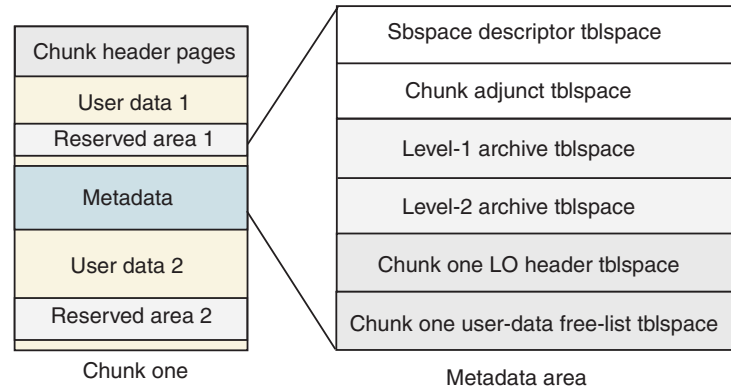 Chunk header pages
User data 1
Reserved area 1
Metadata
User data 2
Reserved area 2
Chunk one
Sbspace descriptor tblspace
Chunk adjunct tblspace
Level-1 archive tblspace
Level-2 archive tblspace
Chunk one LO header tblspace
Chunk one user-data free-list tblspace
Metadata area